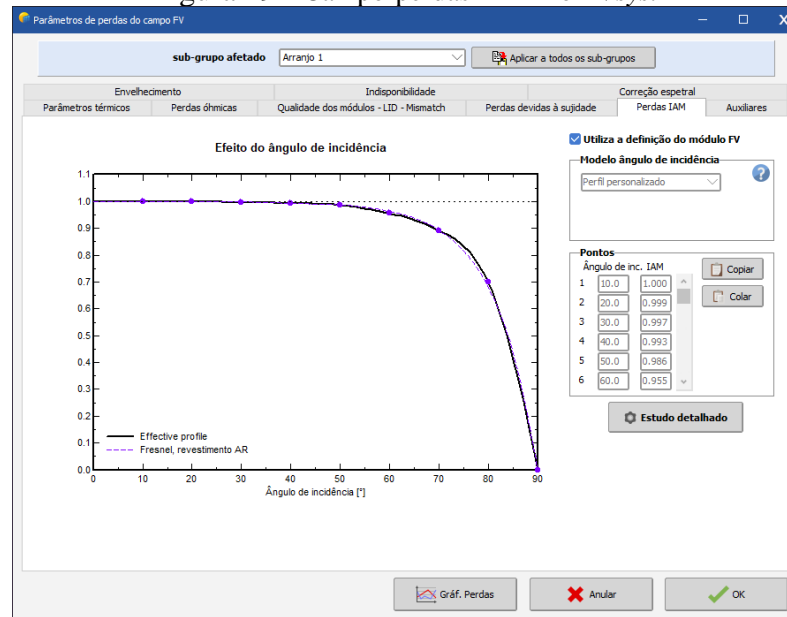 Parâmetros de perdas do campo FV
sub-grupo afetado
Arranjo 1
Aplicar a todos os sub-grupos
Envelhecimento
Indisponibilidade
Correção espetral
Parâmetros térmicos
Perdas óhmicas
Qualidade dos módulos - LID - Mismatch
Perdas devidas à sujidade
Perdas IAM
Auxiliares
Efeito do ângulo de incidência
1.1
1.0
0.9
0.8
0.7
0.6
0.5
0.4
0.3
0.2
0.1
0.0
Effective profile
Fresnel, revestimento AR
0 10 20 30 40 50 60 70 80 90
Ângulo de incidência [°]
Utiliza a definição do módulo FV
Modelo ângulo de incidência
Perfil personalizado
?
Pontos
Ângulo de inc. IAM
1 10.0 1.000
2 20.0 0.999
3 30.0 0.997
4 40.0 0.993
5 50.0 0.986
6 60.0 0.955
Copiar
Colar
Estudo detalhado
Gráf. Perdas
Anular
OK